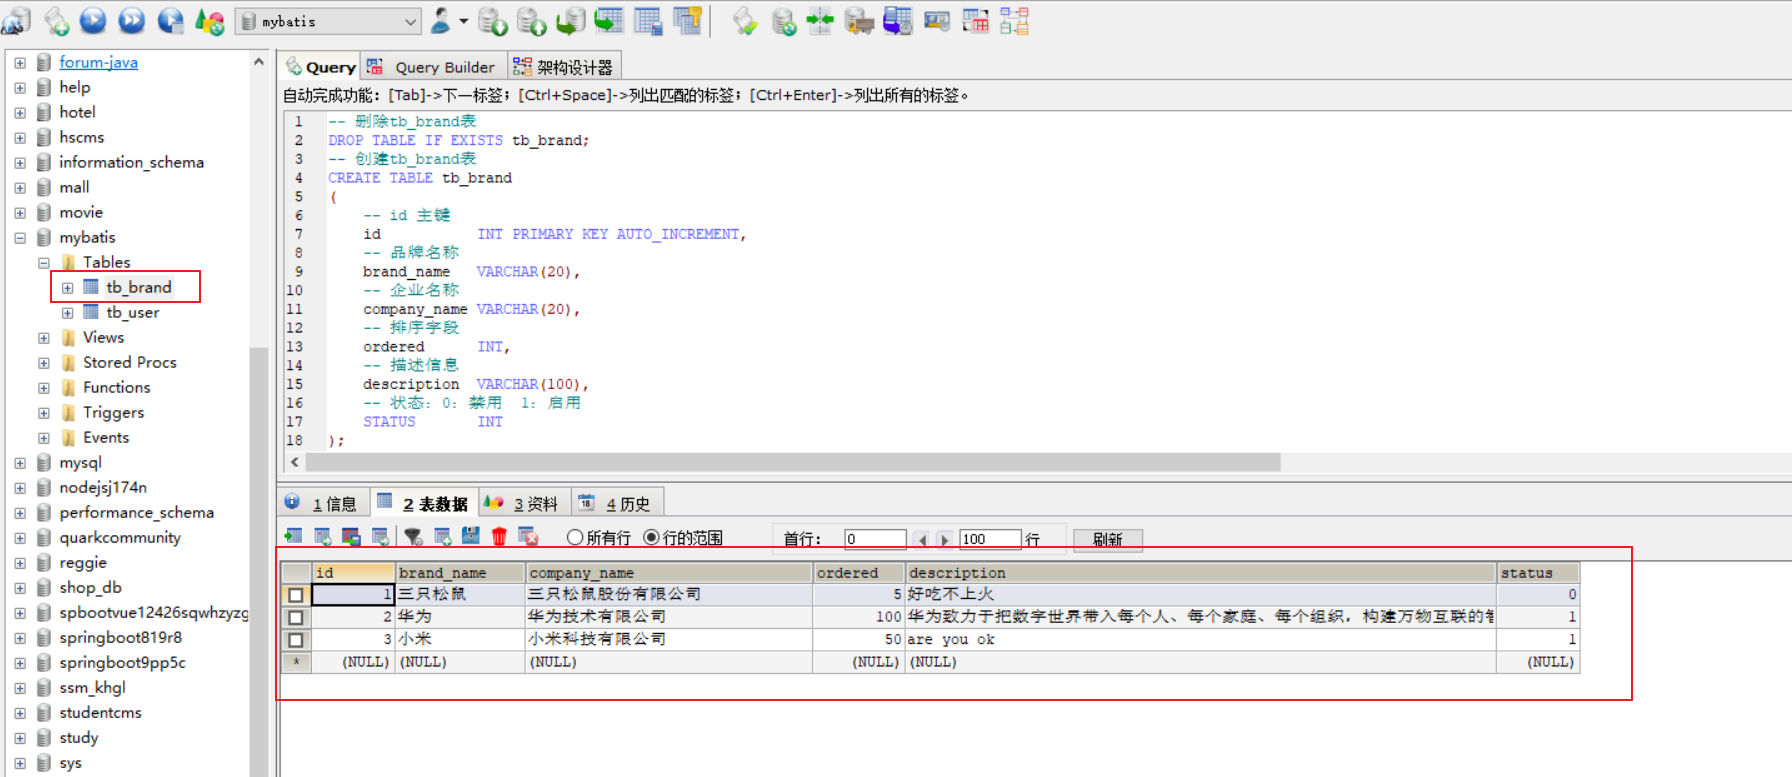 mybatis
forum-java
help
hotel
hscms
information_schema
mall
movie
mybatis
Tables
tb_brand
tb_user
Views
Stored Procs
Functions
Triggers
Events
mysql
nodejsj174n
performance_schema
quarkcommunity
reggie
shop_db
spbootvue12426sqwhzyzg
springboot819r8
springboot9pp5c
ssm_khgl
studentcms
study
sys
Query Query Builder 架构设计器
自动完成功能：[Tab]->下一标签；[Ctrl+Space]->列出匹配的标签；[Ctrl+Enter]->列出所有的标签。
1 -- 删除tb_brand表
2 DROP TABLE IF EXISTS tb_brand;
3 -- 创建tb_brand表
4 CREATE TABLE tb_brand
5 (
6 -- id 主键
7 id INT PRIMARY KEY AUTO_INCREMENT,
8 -- 品牌名称
9 brand_name VARCHAR(20),
10 -- 企业名称
11 company_name VARCHAR(20),
12 -- 排序字段
13 ordered INT,
14 -- 描述信息
15 description VARCHAR(100),
16 -- 状态：0：禁用 1：启用
17 STATUS INT
18 );
1 信息 2 表数据 3 资料 4 历史
所有行 行的范围 首行： 0 100 行 刷新
id brand_name company_name ordered description status
1 三只松鼠 三只松鼠股份有限公司 5 好吃不上火 0
2 华为 华为技术有限公司 100 华为致力于把数字世界带入每个人、每个家庭、每个组织，构建万物互联的 1
3 小米 小米科技有限公司 50 are you ok 1
* (NULL) (NULL) (NULL) (NULL) (NULL) (NULL)